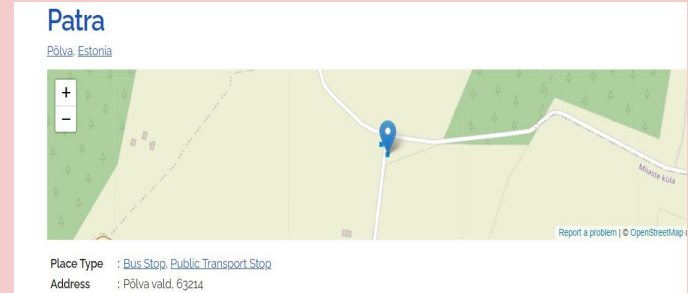 Patra
Põlva, Estonia
+
−
Miiaste küla
Report a problem | © OpenStreetMap
Place Type : Bus Stop, Public Transport Stop
Address : Põlva vald, 63214